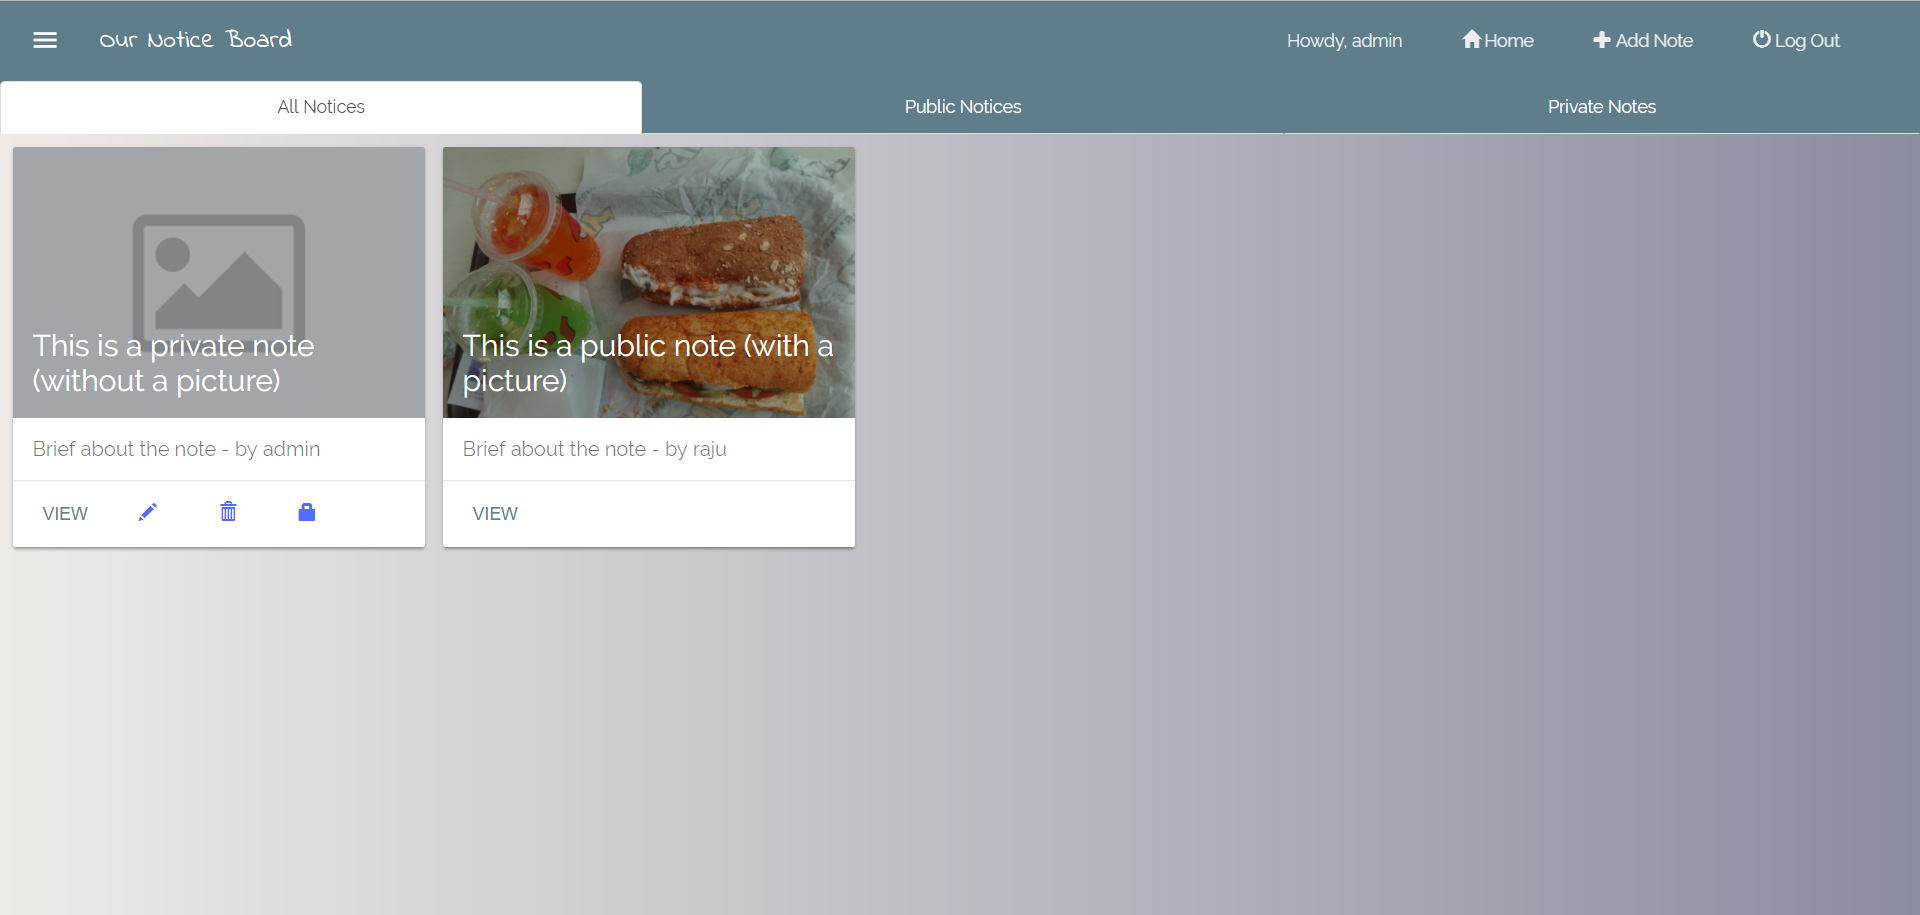 Our Notice Board
Howdy, admin
Home
Add Note
Log Out
All Notices
Public Notices
Private Notes
This is a private note
(without a picture)
Brief about the note - by admin
VIEW
This is a public note (with a
picture)
Brief about the note - by raju
VIEW